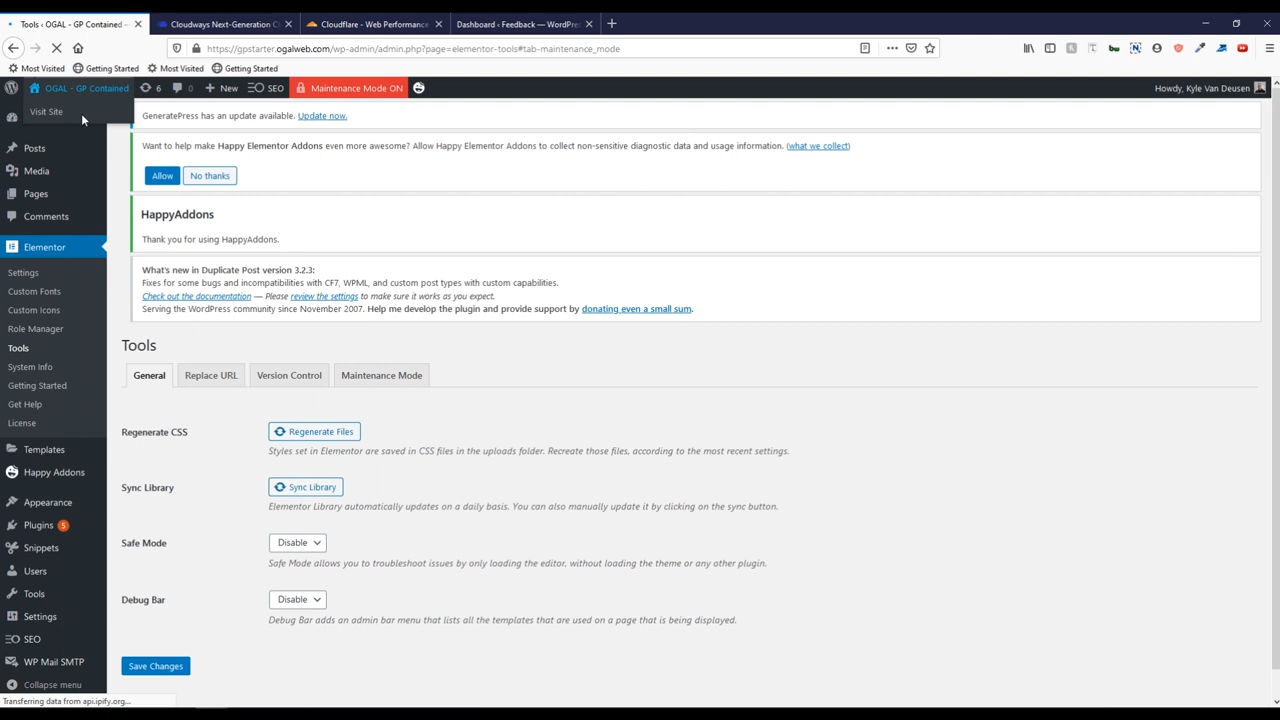 Tools ‹ OGAL - GP Contained —
Cloudways Next-Generation C
Cloudflare - Web Performance
Dashboard ‹ Feedback — WordPre
https://gpstarter.ogalweb.com/wp-admin/admin.php?page=elementor-tools#tab-maintenance_mode
Most Visited
Getting Started
Most Visited
Getting Started
OGAL - GP Contained
6
0
New
SEO
Maintenance Mode ON
Howdy, Kyle Van Deusen
Visit Site
Posts
Media
Pages
Comments
Elementor
Settings
Custom Fonts
Custom Icons
Role Manager
Tools
System Info
Getting Started
Get Help
License
Templates
Happy Addons
Appearance
Plugins 5
Snippets
Users
Tools
Settings
SEO
WP Mail SMTP
Collapse menu
GeneratePress has an update available. Update now.
Want to help make Happy Elementor Addons even more awesome? Allow Happy Elementor Addons to collect non-sensitive diagnostic data and usage information. (what we collect)
Allow
No thanks
HappyAddons
Thank you for using HappyAddons.
What's new in Duplicate Post version 3.2.3:
Fixes for some bugs and incompatibilities with CF7, WPML, and custom post types with custom capabilities.
Check out the documentation — Please review the settings to make sure it works as you expect.
Serving the WordPress community since November 2007. Help me develop the plugin and provide support by donating even a small sum.
Tools
General
Replace URL
Version Control
Maintenance Mode
Regenerate CSS
Regenerate Files
Styles set in Elementor are saved in CSS files in the uploads folder. Recreate those files, according to the most recent settings.
Sync Library
Sync Library
Elementor Library automatically updates on a daily basis. You can also manually update it by clicking on the sync button.
Safe Mode
Disable
Safe Mode allows you to troubleshoot issues by only loading the editor, without loading the theme or any other plugin.
Debug Bar
Disable
Debug Bar adds an admin bar menu that lists all the templates that are used on a page that is being displayed.
Save Changes
Transferring data from api.ipify.org...